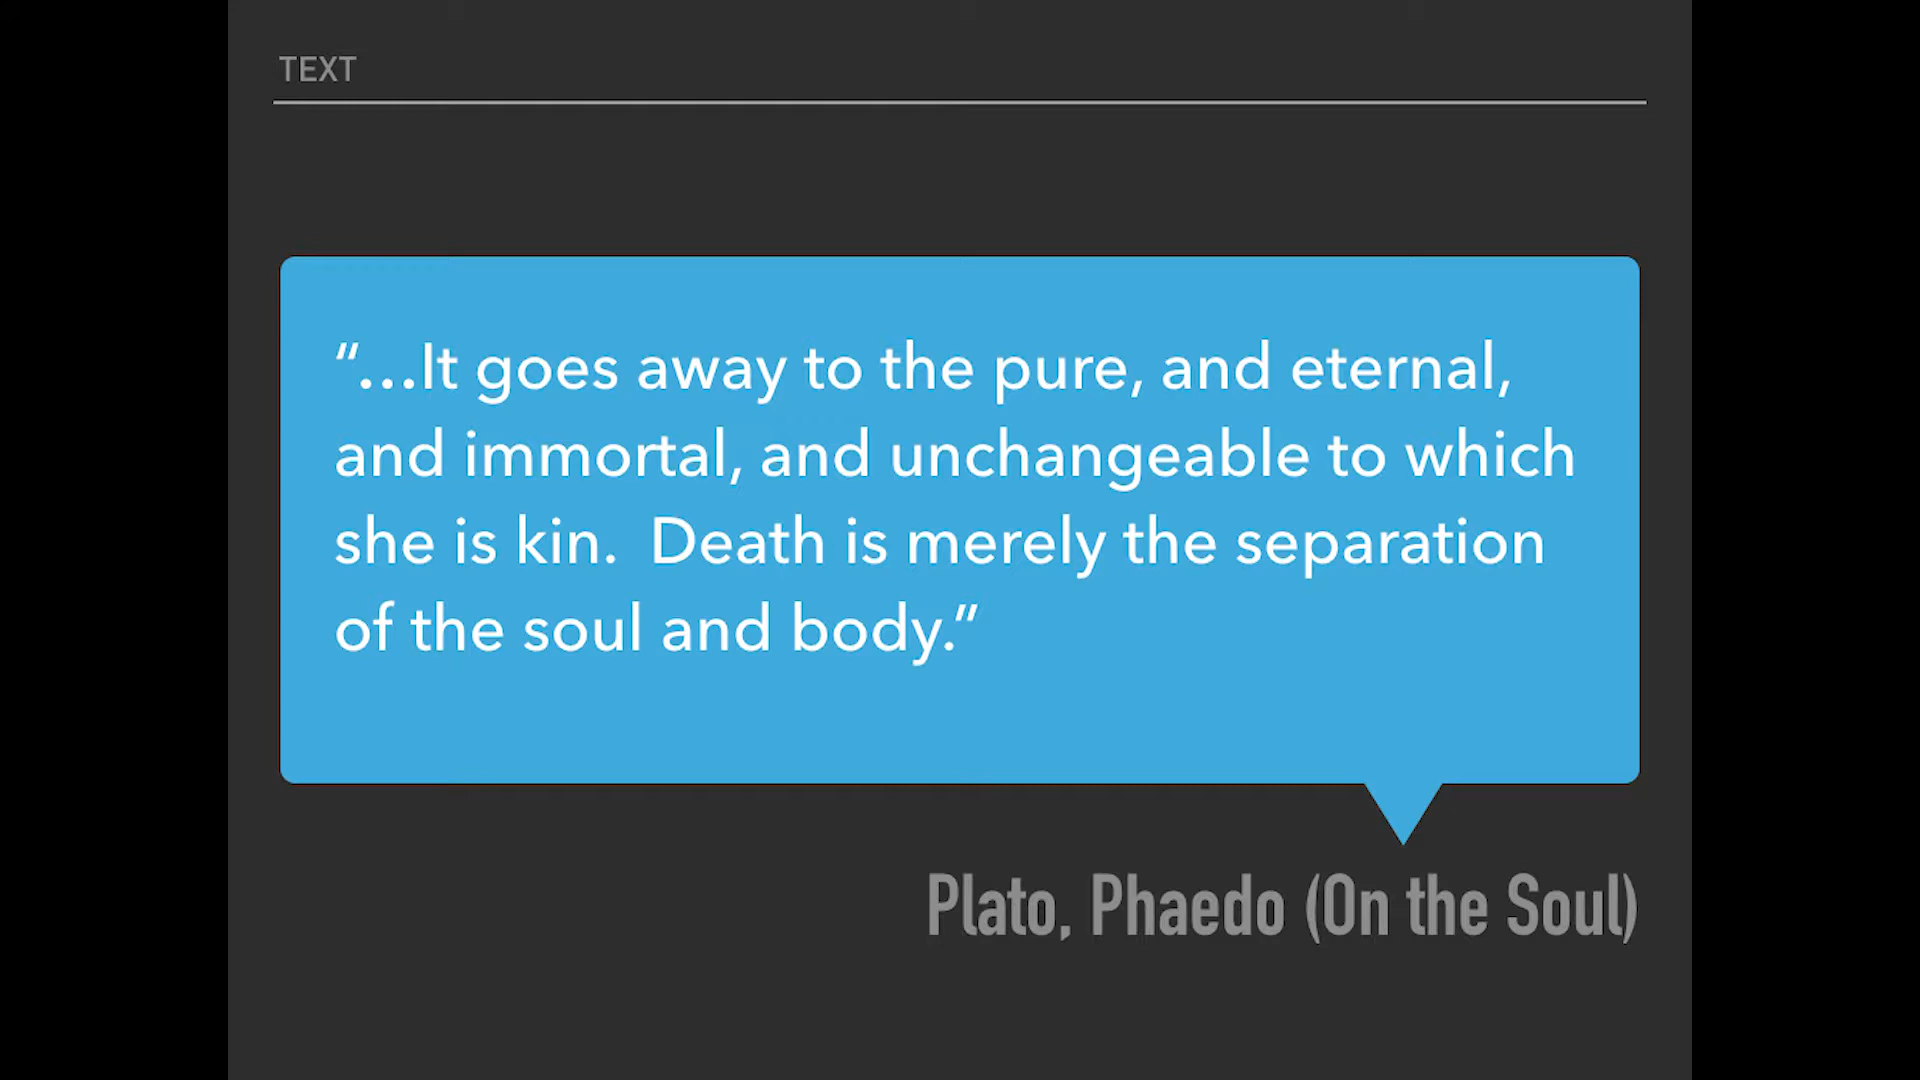 TEXT
“…It goes away to the pure, and eternal,
and immortal, and unchangeable to which
she is kin.  Death is merely the separation
of the soul and body.”
Plato, Phaedo (On the Soul)